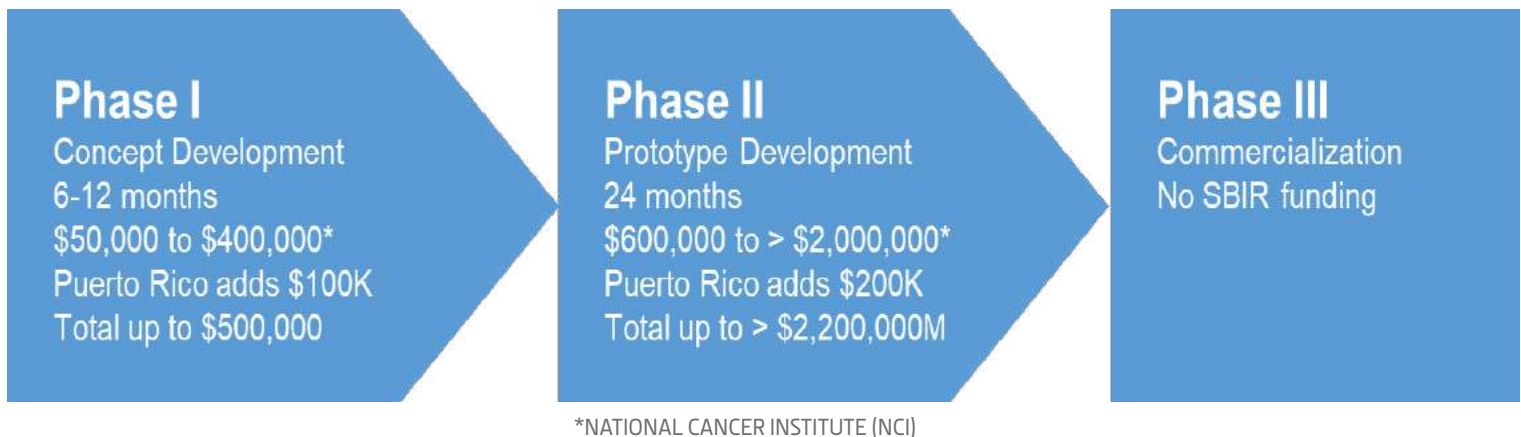 Phase I
Concept Development
6-12 months
$50,000 to $400,000*
Puerto Rico adds $100K
Total up to $500,000
Phase II
Prototype Development
24 months
$600,000 to > $2,000,000*
Puerto Rico adds $200K
Total up to > $2,200,000M
Phase III
Commercialization
No SBIR funding
*NATIONAL CANCER INSTITUTE (NCI)